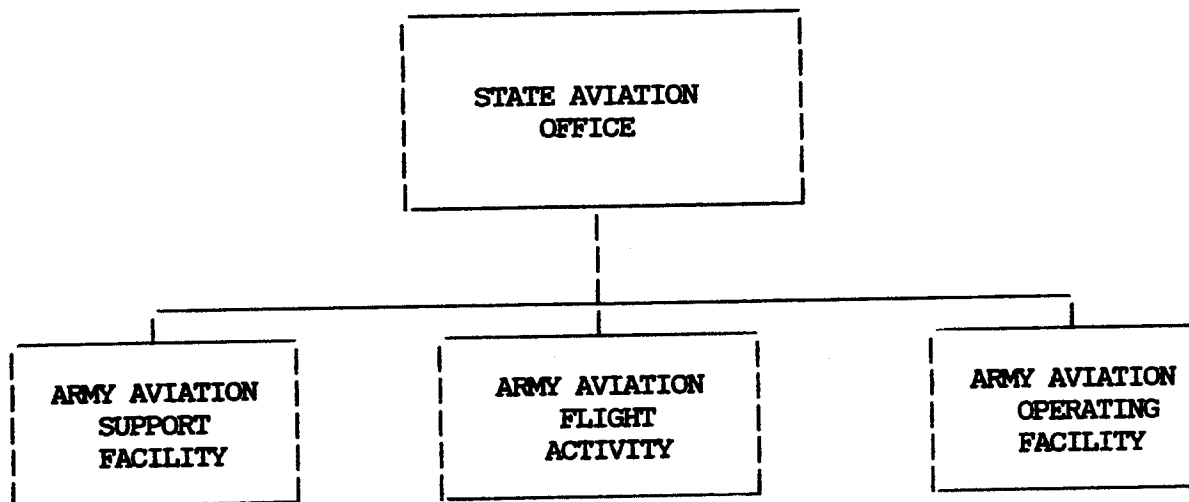 STATE AVIATION
OFFICE
ARMY AVIATION
SUPPORT
FACILITY
ARMY AVIATION
FLIGHT
ACTIVITY
ARMY AVIATION
OPERATING
FACILITY